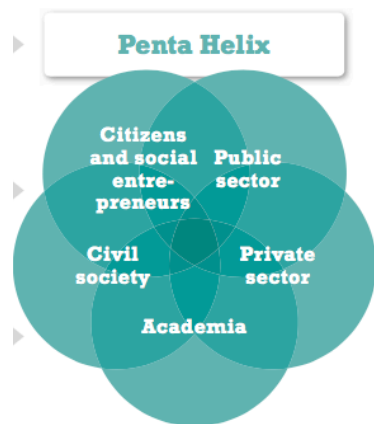 Penta Helix
Citizens
and social
entre-
preneurs
Public
sector
Civil
society
Private
sector
Academia